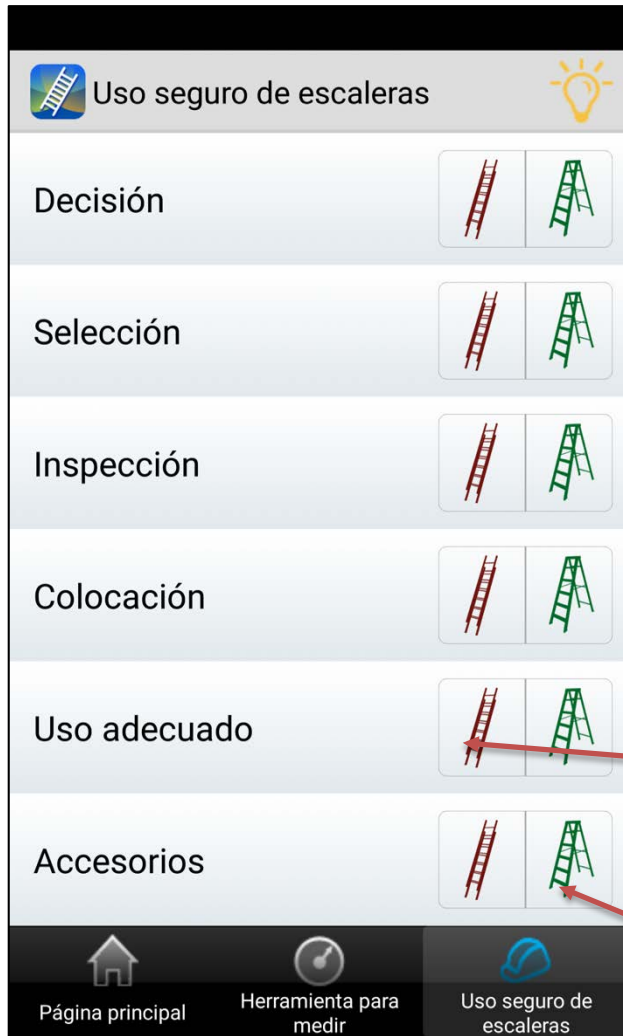 Uso seguro de escaleras
Decisión
Selección
Inspección
Colocación
Uso adecuado
Accesorios
Página principal
Herramienta para
medir
Uso seguro de
escaleras